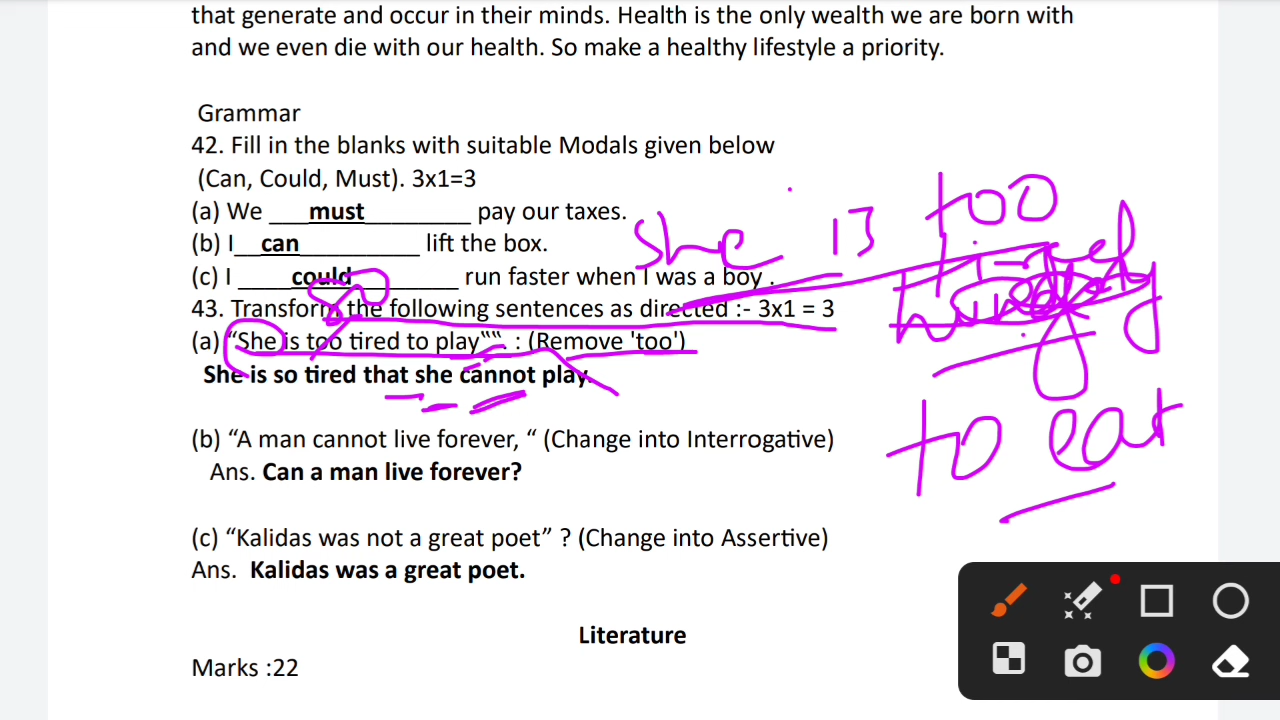 that generate and occur in their minds. Health is the only wealth we are born with
and we even die with our health. So make a healthy lifestyle a priority.
Grammar
42. Fill in the blanks with suitable Modals given below
(Can, Could, Must). 3x1=3
(a) We ___must_________ pay our taxes.
(b) I__can__________ lift the box.
(c) I _____could__________ run faster when I was a boy .
43. Transform the following sentences as directed :- 3x1 = 3
(a) “She is too tired to play““. : (Remove 'too')
She is so tired that she cannot play.
(b) “A man cannot live forever, “ (Change into Interrogative)
Ans. Can a man live forever?
(c) “Kalidas was not a great poet” ? (Change into Assertive)
Ans. Kalidas was a great poet.
Literature
Marks :22
so
She is too
to eat